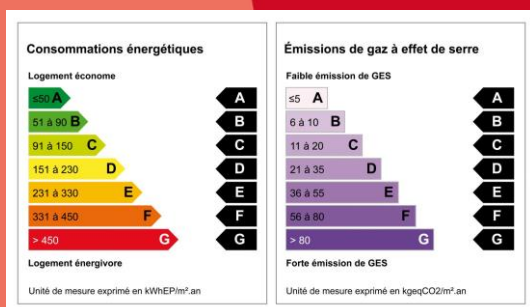 Consommations énergétiques
Logement économe
≤50 A A
51 à 90 B B
91 à 150 C C
151 à 230 D D
231 à 330 E E
331 à 450 F F
> 450 G G
Logement énergivore
Unité de mesure exprimé en kWhEP/m².an
Émissions de gaz à effet de serre
Faible émission de GES
≤5 A A
6 à 10 B B
11 à 20 C C
21 à 35 D D
36 à 55 E E
56 à 80 F F
> 80 G G
Forte émission de GES
Unité de mesure exprimé en kgeqCO2/m².an